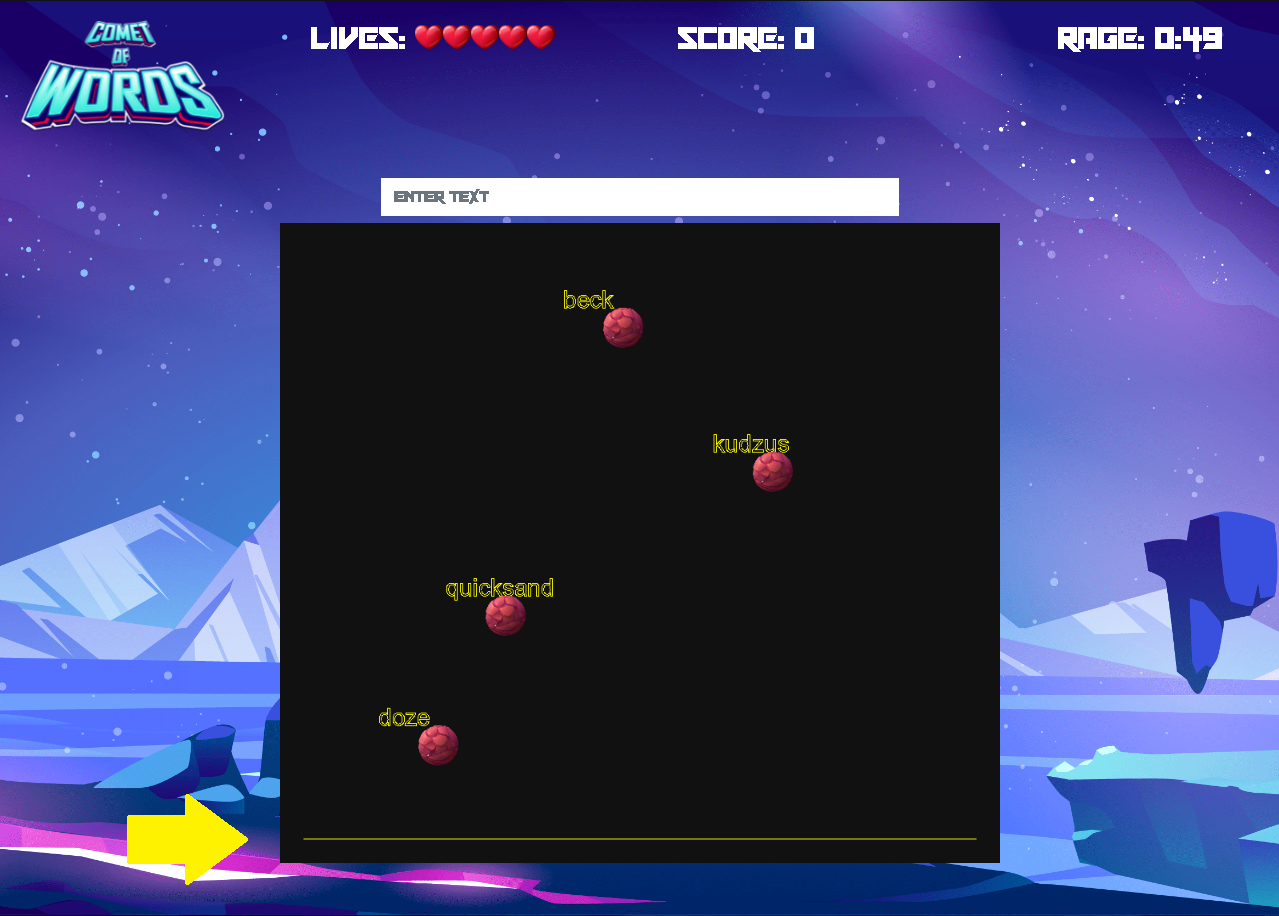 COMET
OF
WORDS
LIVES: ❤️❤️❤️❤️❤️ SCORE: 0 RAGE: 0:49
ENTER TEXT
beck
kudzus
quicksand
doze